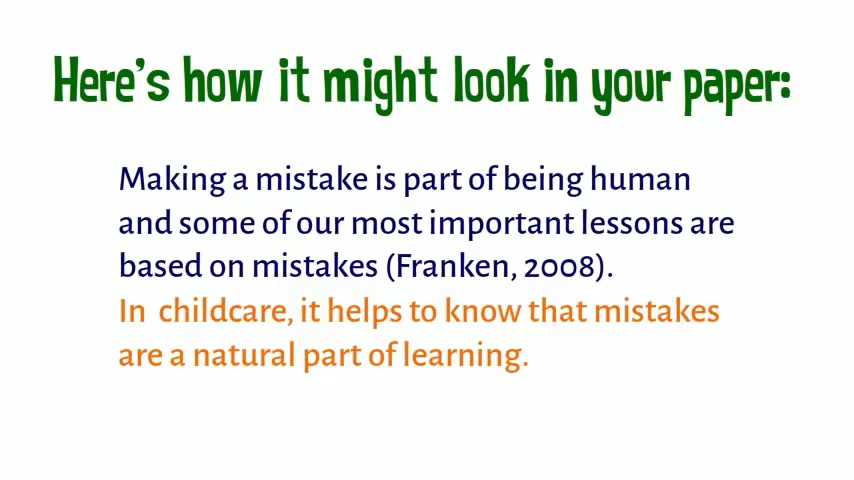 Here's how it might look in your paper:
Making a mistake is part of being human
and some of our most important lessons are
based on mistakes (Franken, 2008).
In childcare, it helps to know that mistakes
are a natural part of learning.